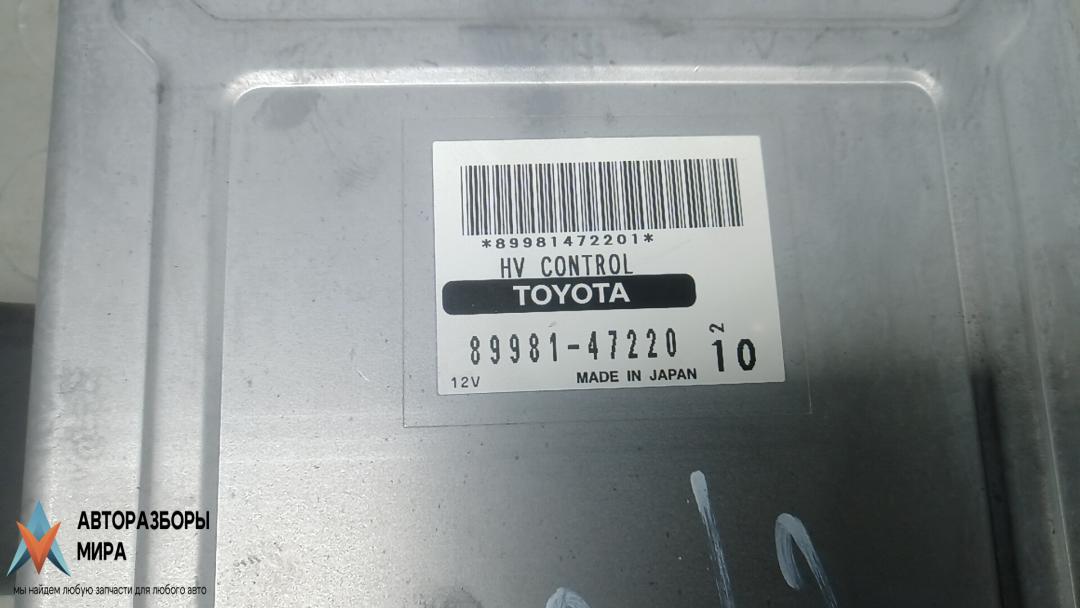 *89981472201*
HV CONTROL
TOYOTA
89981-47220
2
10
12V
MADE IN JAPAN
АВТОРАЗБОРЫ
МИРА
мы найдем любую запчасти для любого авто